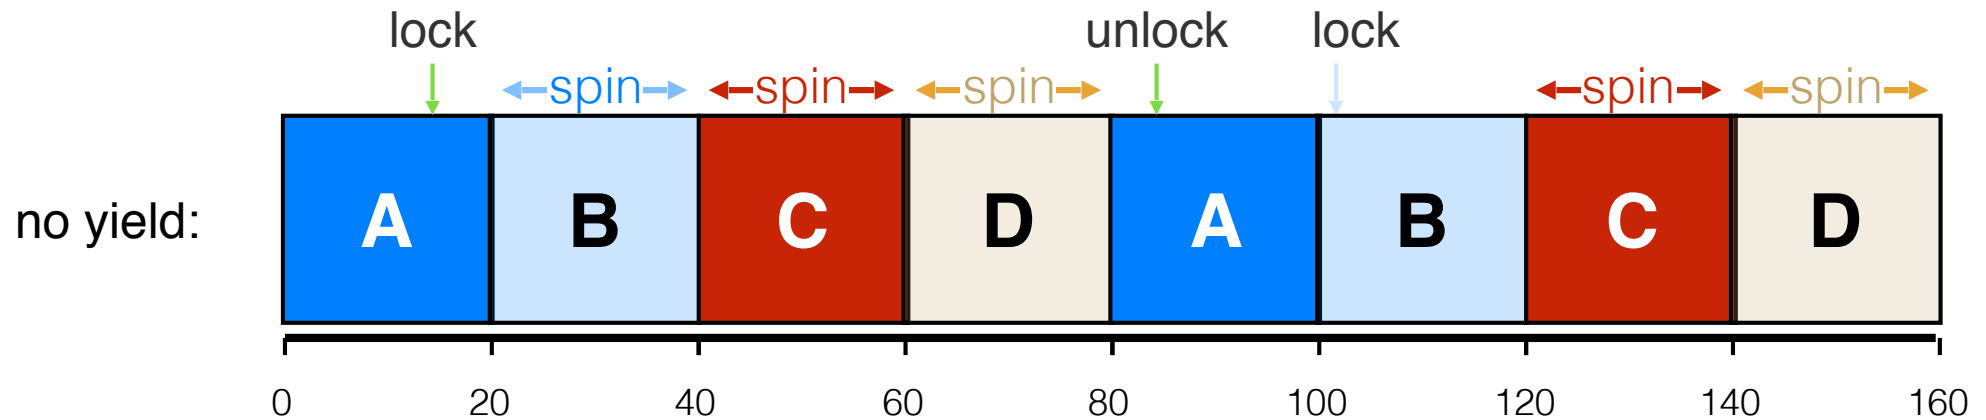 lock unlock lock
spin spin spin spin spin
no yield: A B C D A B C D
0 20 40 60 80 100 120 140 160